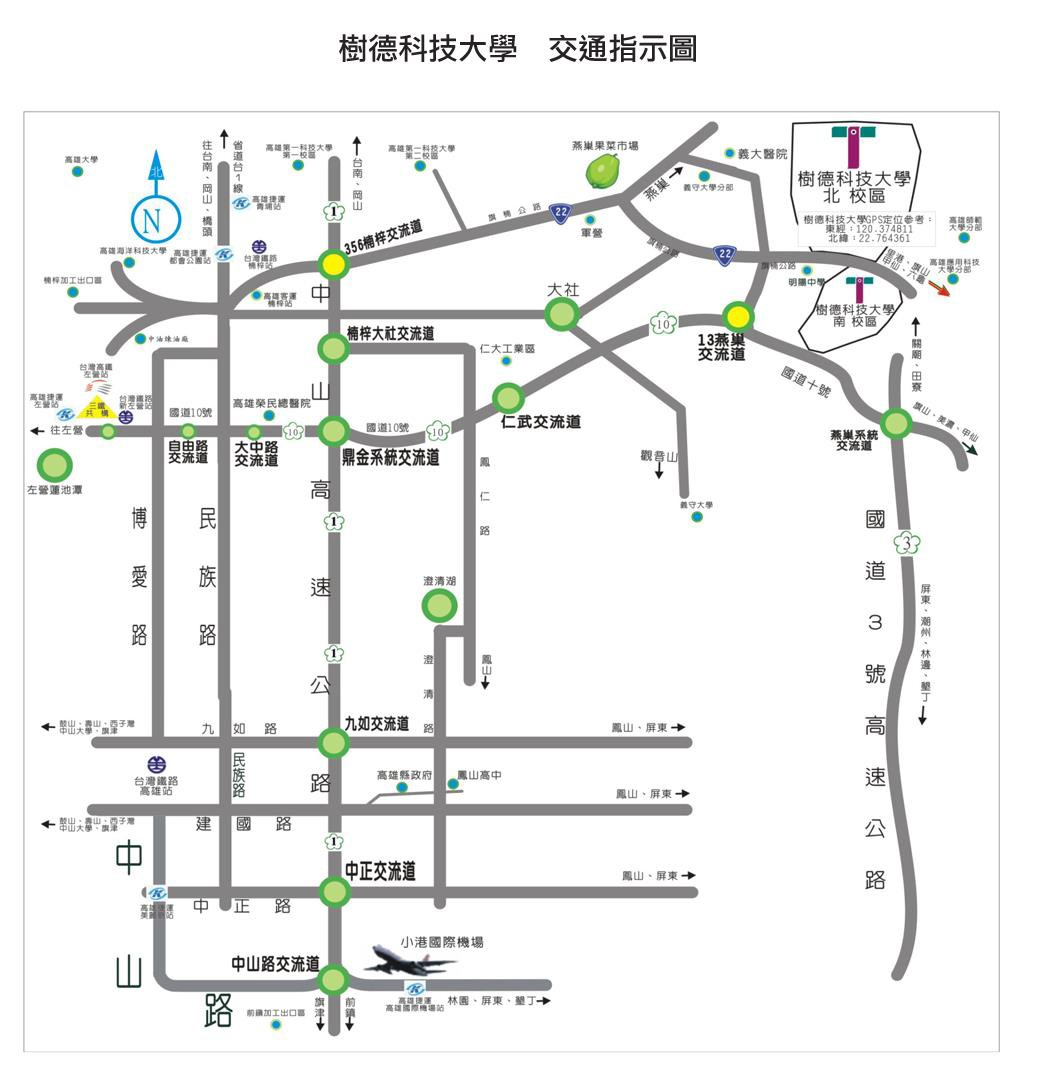 樹德科技大學　交通指示圖
高雄大學
往台南、岡山、橋頭
省道台1線
高雄第一科技大學
第一校區
台南、岡山
高雄第一科技大學
第二校區
燕巢果菜市場
義大醫院
義守大學分部
燕巢
樹德科技大學
北 校區
樹德科技大學GPS定位參考：
東經：120.374811
北緯：22.764361
高雄師範
大學分部
高雄應用科技
大學分部
里港、旗山
甲仙、六龜
北
N
高雄捷運
青埔站
1
旗楠公路
22
軍營
356楠梓交流道
高雄海洋科技大學
高雄捷運
都會公園站
台灣鐵路
楠梓站
旗楠公路
22
旗楠公路
明陽中學
楠梓加工出口區
高雄客運
楠梓站
中山高速公路
大社
樹德科技大學
南 校區
中油煉油廠
楠梓大社交流道
10
13燕巢
交流道
關廟、田寮
仁大工業區
台灣高鐵
左營站
國道十號
高雄捷運
左營站
三鐵
共構
台灣鐵路
新左營站
國道10號
高雄榮民總醫院
仁武交流道
旗山、美濃、甲仙
往左營
自由路
交流道
大中路
交流道
10
國道10號
10
鼎金系統交流道
燕巢系統
交流道
左營蓮池潭
鳳仁路
觀音山
義守大學
博愛路
民族路
1
國道3號高速公路
3
澄清湖
屏東、潮州、林邊、墾丁
1
澄清路
鳳山
鼓山、壽山、西子灣
中山大學、旗津
九如路
九如交流道
鳳山、屏東
台灣鐵路
高雄站
民族路
高雄縣政府
鳳山高中
鳳山、屏東
鼓山、壽山、西子灣
中山大學、旗津
建國路
1
中正交流道
鳳山、屏東
高雄捷運
美麗島站
中正路
中山路
中山路交流道
小港國際機場
高雄捷運
高雄國際機場站
林園、屏東、墾丁
前鎮加工出口區
旗津
前鎮